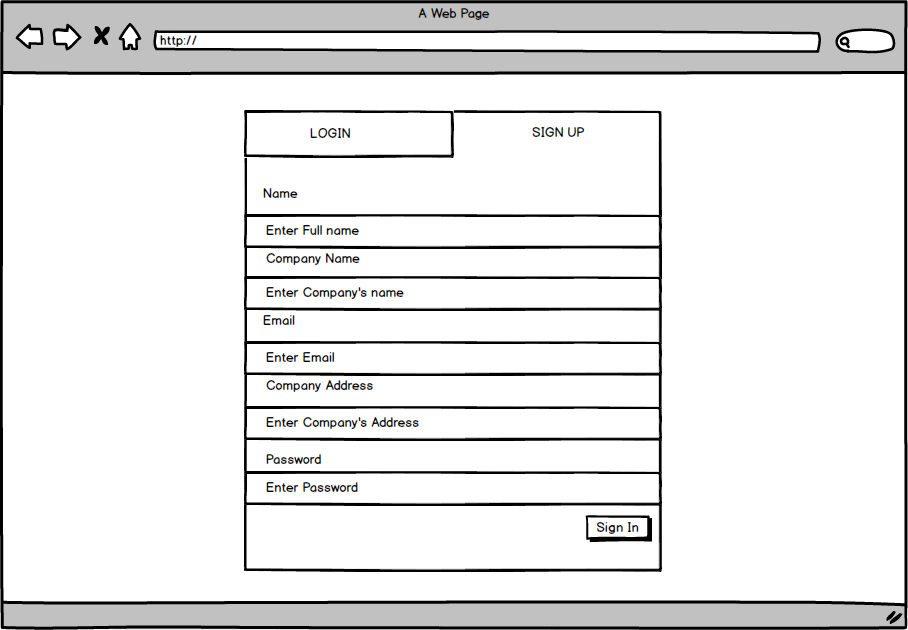 A Web Page
http://
LOGIN
SIGN UP
Name
Enter Full name
Company Name
Enter Company's name
Email
Enter Email
Company Address
Enter Company's Address
Password
Enter Password
Sign In